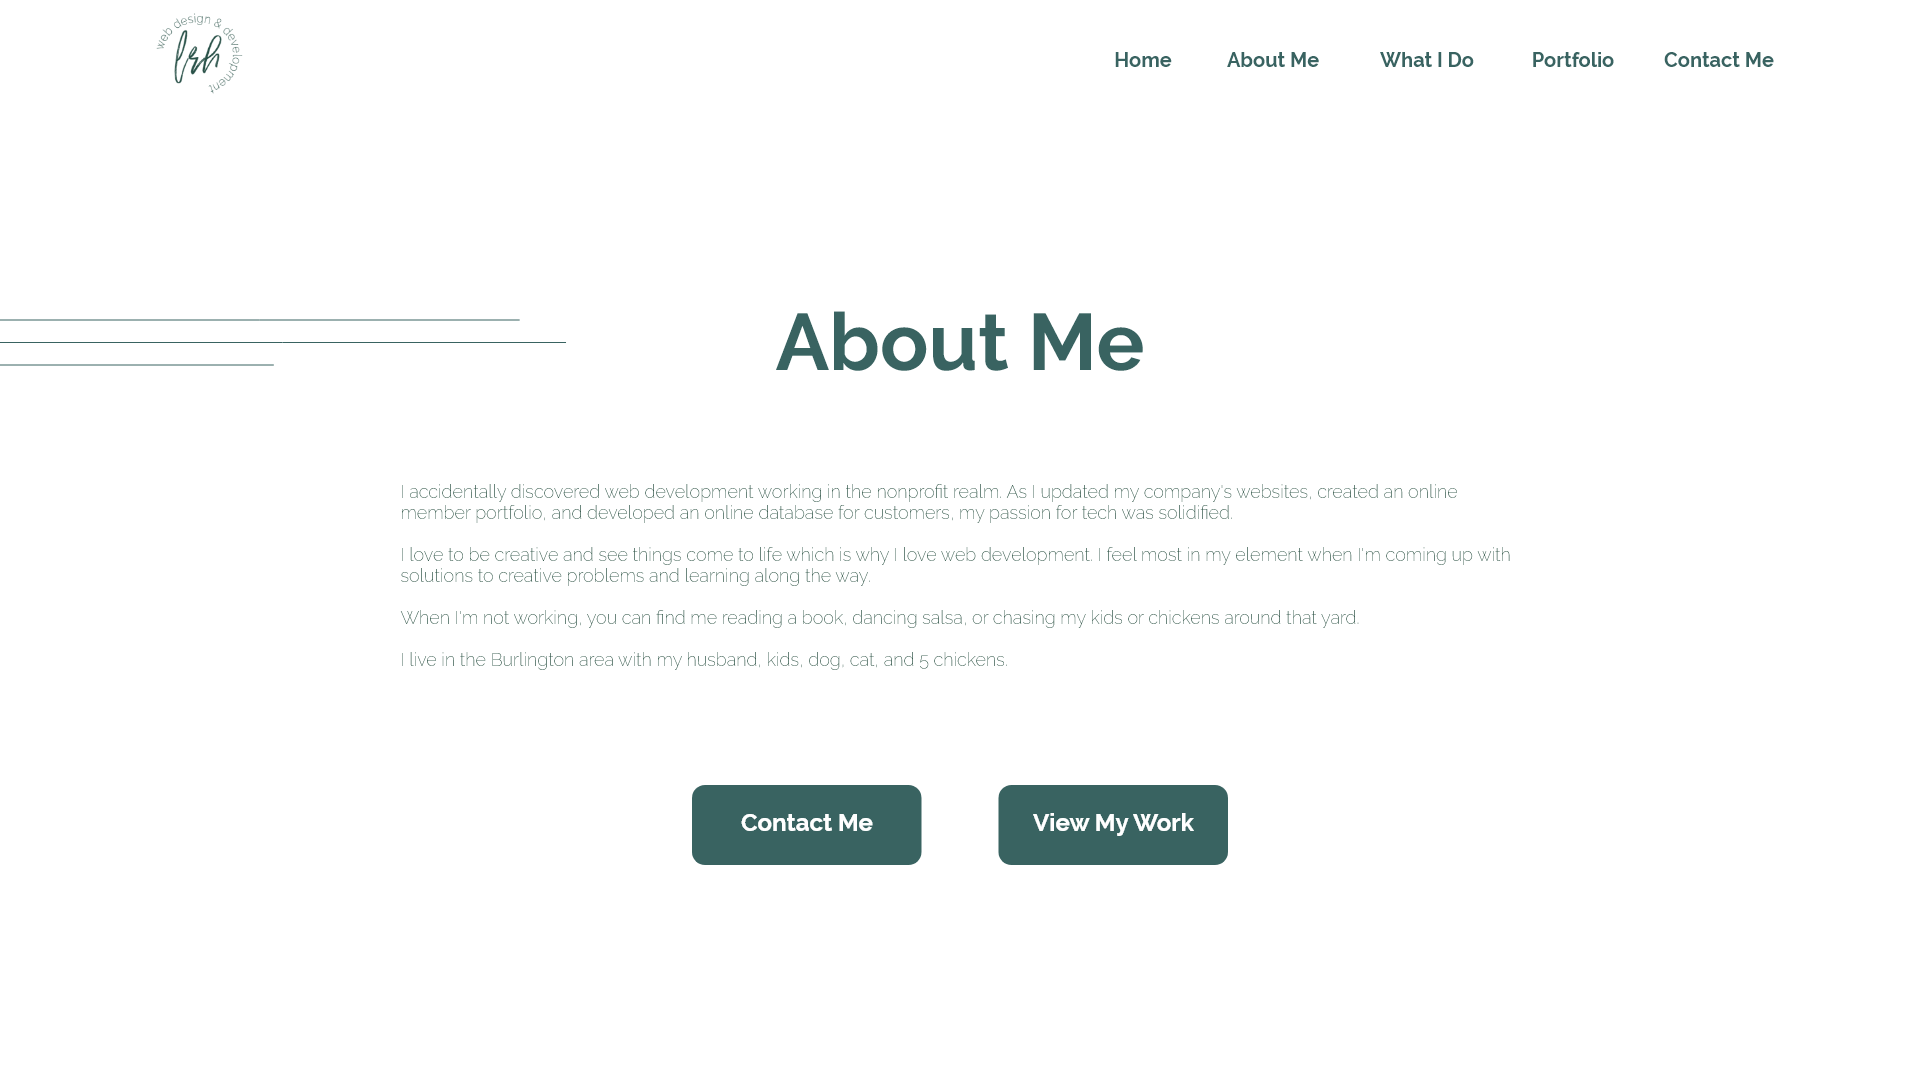 web design & development
lrh
Home
About Me
What I Do
Portfolio
Contact Me
About Me
I accidentally discovered web development working in the nonprofit realm. As I updated my company's websites, created an online
member portfolio, and developed an online database for customers, my passion for tech was solidified.
I love to be creative and see things come to life which is why I love web development. I feel most in my element when I'm coming up with
solutions to creative problems and learning along the way.
When I'm not working, you can find me reading a book, dancing salsa, or chasing my kids or chickens around that yard.
I live in the Burlington area with my husband, kids, dog, cat, and 5 chickens.
Contact Me
View My Work